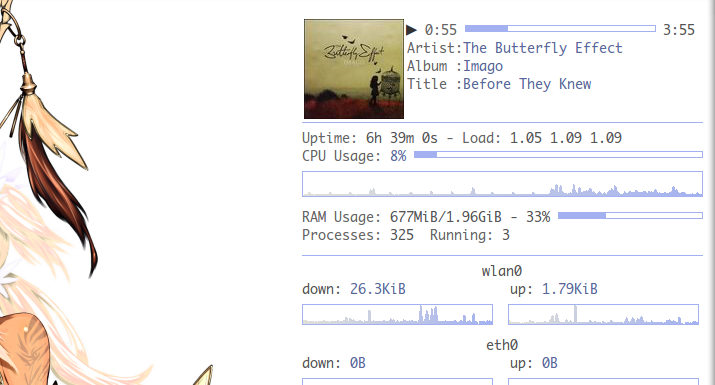 Butterfly Effect
▶ 0:55 3:55
Artist:The Butterfly Effect
Album :Imago
Title :Before They Knew
Uptime: 6h 39m 0s - Load: 1.05 1.09 1.09
CPU Usage: 8%
RAM Usage: 677MiB/1.96GiB - 33%
Processes: 325 Running: 3
wlan0
down: 26.3KiB up: 1.79KiB
eth0
down: 0B up: 0B